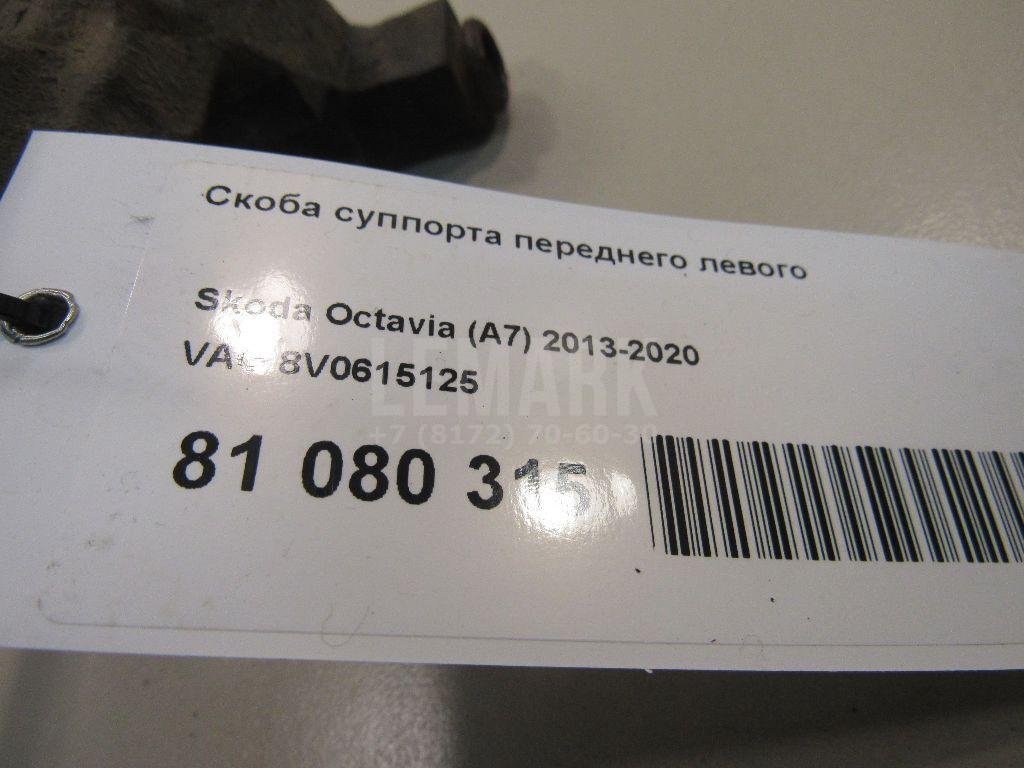 Скоба суппорта переднего левого
Skoda Octavia (A7) 2013-2020
VAG 8V0615125
81 080 315
LEMARK
+7 (8172) 70-60-30